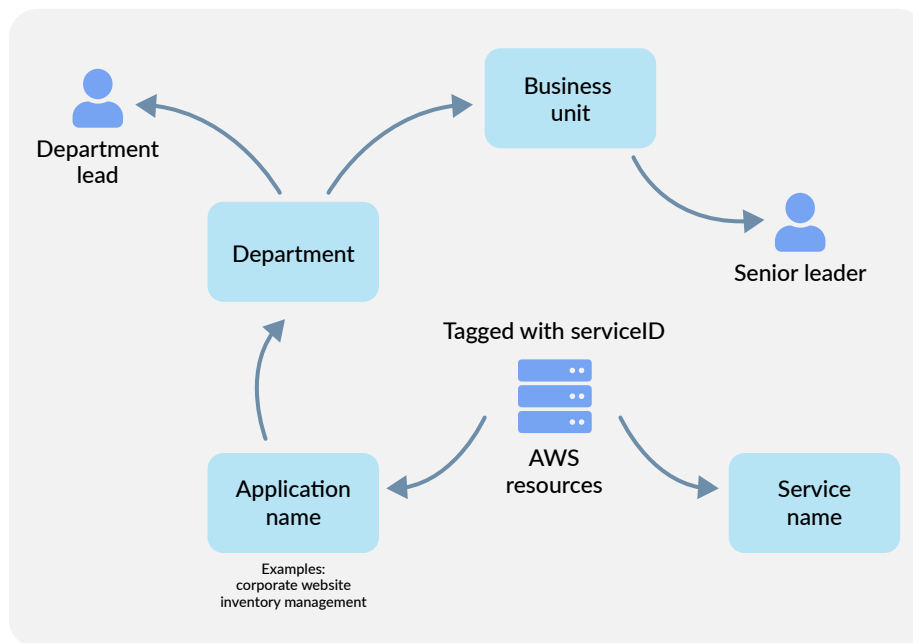 Business
unit
Department
lead
Department
Senior leader
Tagged with serviceID
AWS
resources
Application
name
Service
name
Examples:
corporate website
inventory management